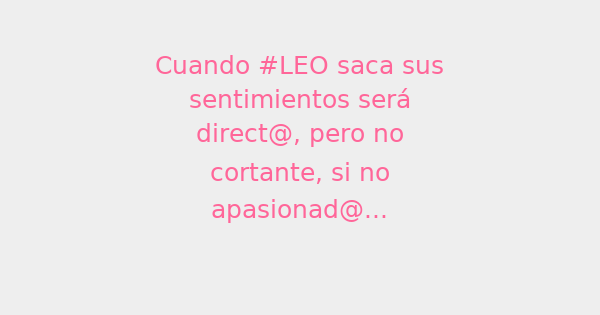 Cuando #LEO saca sus
sentimientos será
direct@, pero no
cortante, si no
apasionad@...